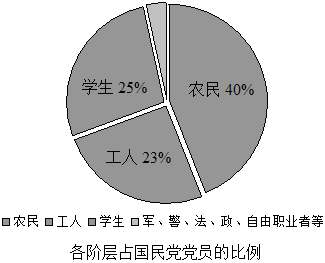 学生 25%
农民 40%
工人 23%
农民 工人 学生 军、警、法、政、自由职业者等
各阶层占国民党党员的比例